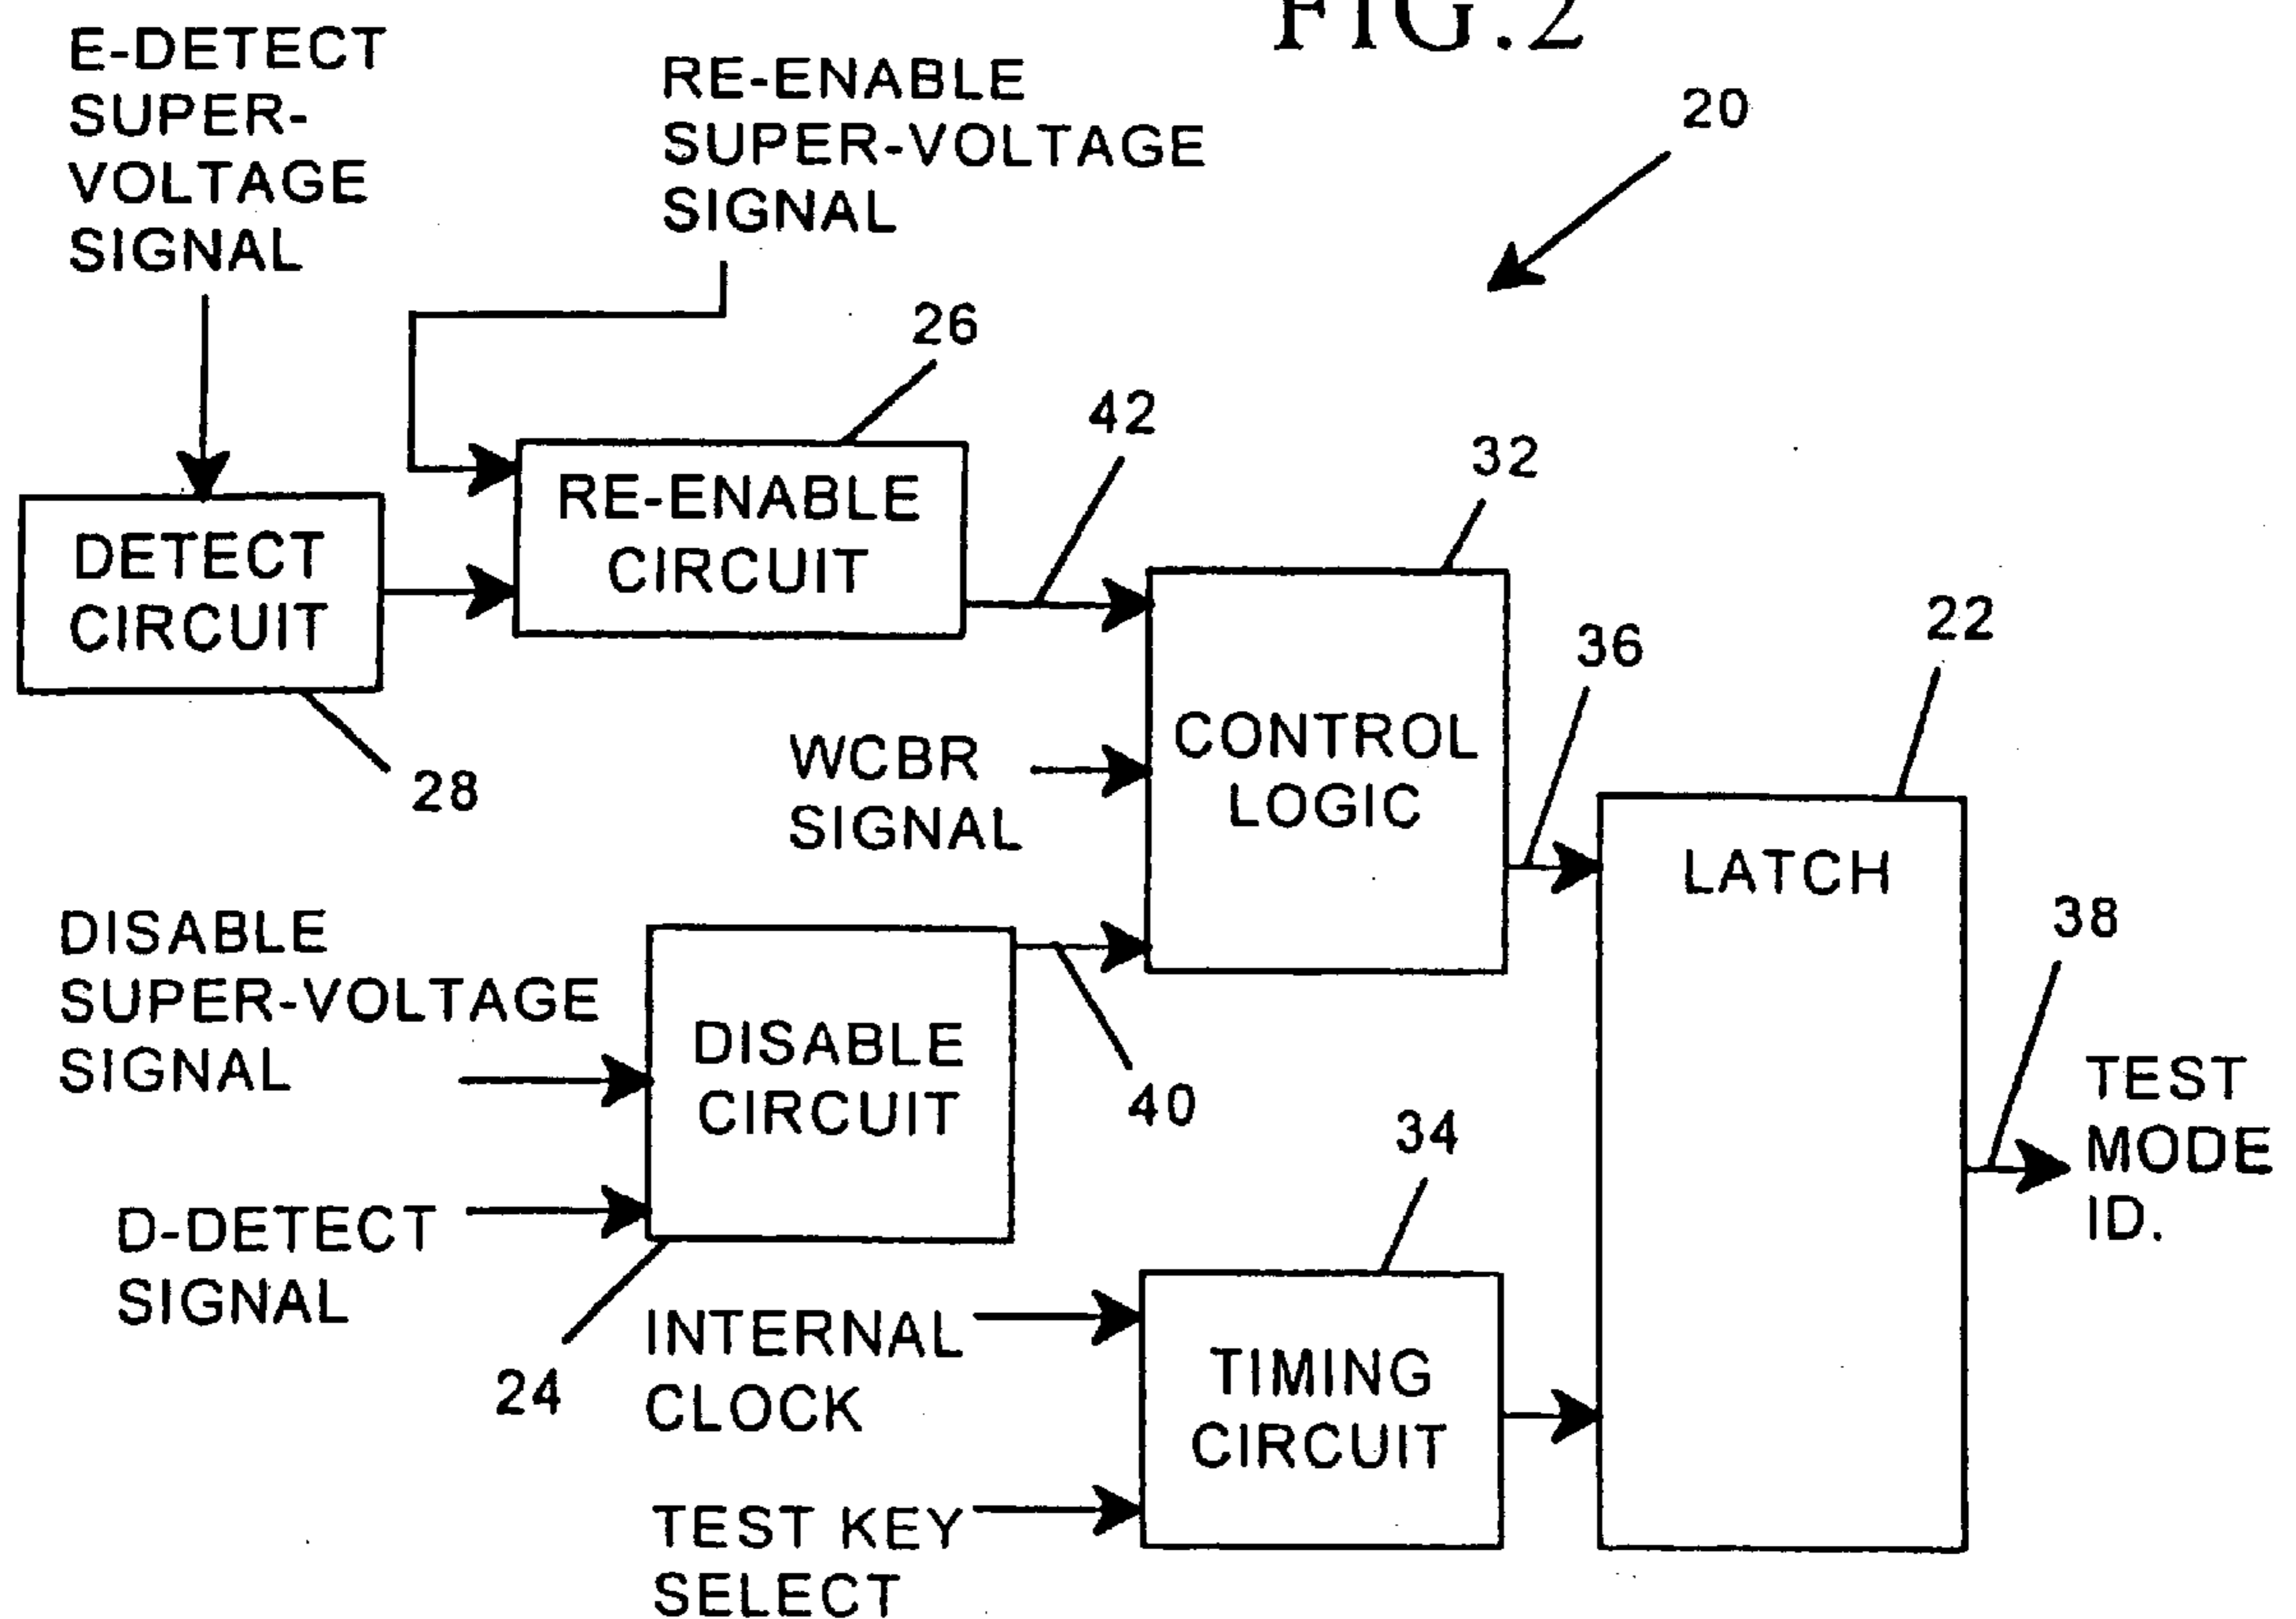 FIG.2
20
E-DETECT
SUPER-
VOLTAGE
SIGNAL
RE-ENABLE
SUPER-VOLTAGE
SIGNAL
26
RE-ENABLE
CIRCUIT
42
32
DETECT
CIRCUIT
28
WCBR
SIGNAL
CONTROL
LOGIC
36
22
LATCH
38
TEST
MODE
ID.
DISABLE
SUPER-VOLTAGE
SIGNAL
DISABLE
CIRCUIT
40
D-DETECT
SIGNAL
24
34
INTERNAL
CLOCK
TIMING
CIRCUIT
TEST KEY
SELECT